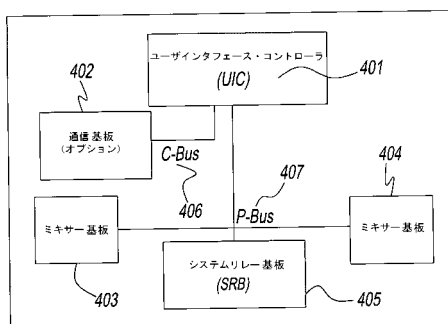 ユーザインタフェース・コントローラ
(UIC)
401
402
通信基板
(オプション)
C-Bus
406
407
P-Bus
404
ミキサー基板
403
ミキサー基板
システムリレー基板
(SRB)
405